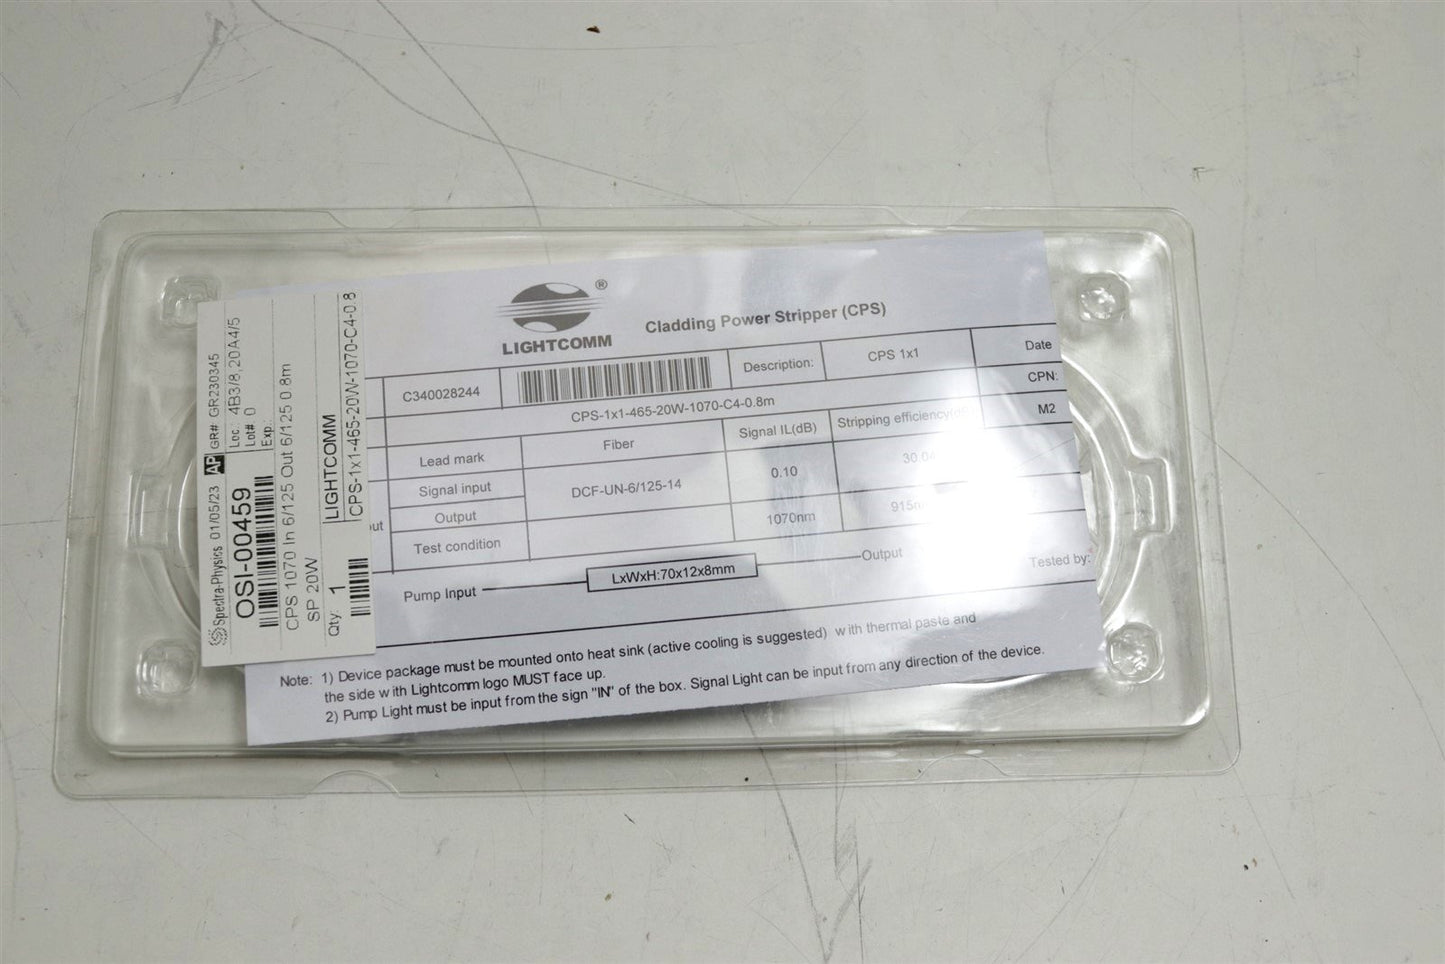 Spectra-Physics 01/05/23 AP GR# GR230345
OSI-00459
Loc.: 4B3/8,20A4/5
Lot#: 0
Exp.:
CPS 1070 In 6/125 Out 6/125 0.8m
SP 20W
Qty: 1
LIGHTCOMM
CPS-1x1-465-20W-1070-C4-0.8
®
LIGHTCOMM
Cladding Power Stripper (CPS)
C340028244 Description: CPS 1x1 Date
CPS-1x1-465-20W-1070-C4-0.8m CPN:
Lead mark Fiber Signal IL(dB) Stripping M2
Signal input DCF-UN-6/125-14 0.10
Output
Test condition 1070nm
Pump Input LxWxH:70x12x8mm Output Tested by:
Note: 1) Device package must be mounted onto heat sink (active cooling is suggested) with thermal paste and
the side with Lightcomm logo MUST face up.
2) Pump Light must be input from the sign "IN" of the box. Signal Light can be input from any direction of the device.